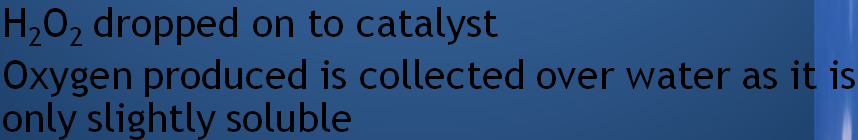 H₂O₂ dropped on to catalyst
Oxygen produced is collected over water as it is
only slightly soluble